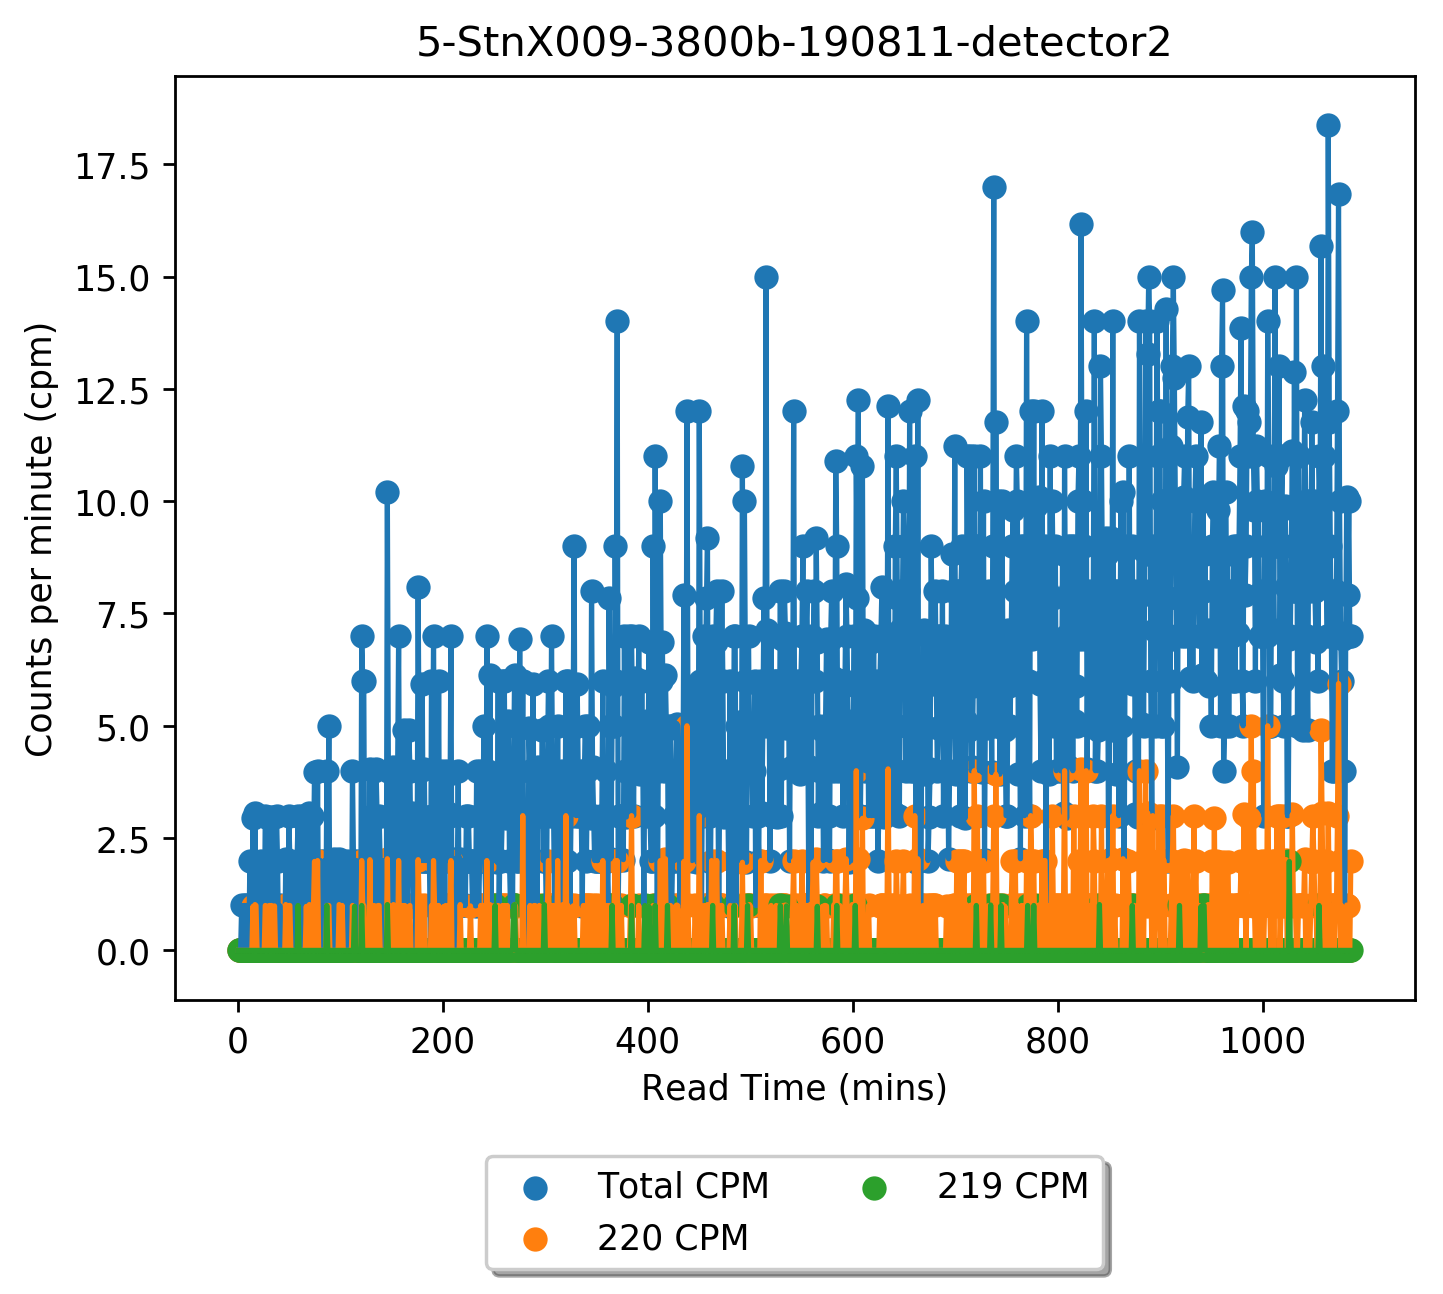 5-StnX009-3800b-190811-detector2
17.5
15.0
12.5
10.0
7.5
5.0
2.5
0.0
Counts per minute (cpm)
0 200 400 600 800 1000
Read Time (mins)
Total CPM 219 CPM
220 CPM